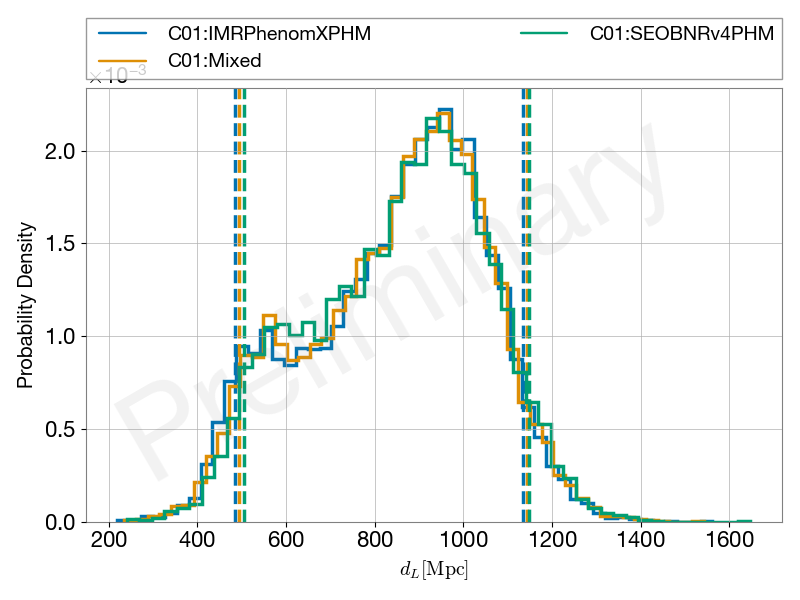 C01:IMRPhenomXPHM
C01:Mixed
C01:SEOBNRv4PHM
×10⁻³
2.0
1.5
1.0
0.5
0.0
Probability Density
Preliminary
200 400 600 800 1000 1200 1400 1600
d_L[Mpc]